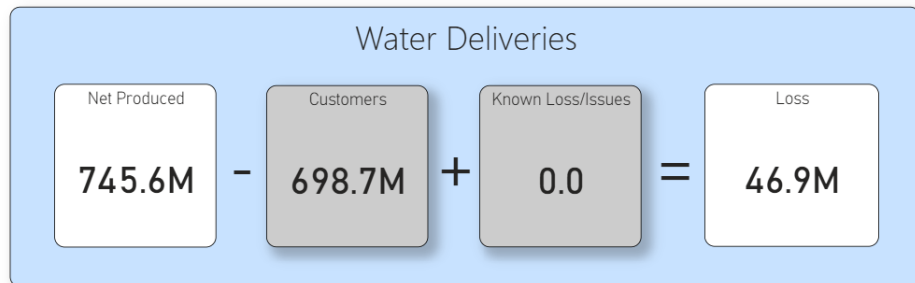 Water Deliveries
Net Produced
Customers
Known Loss/Issues
Loss
745.6M - 698.7M + 0.0 = 46.9M